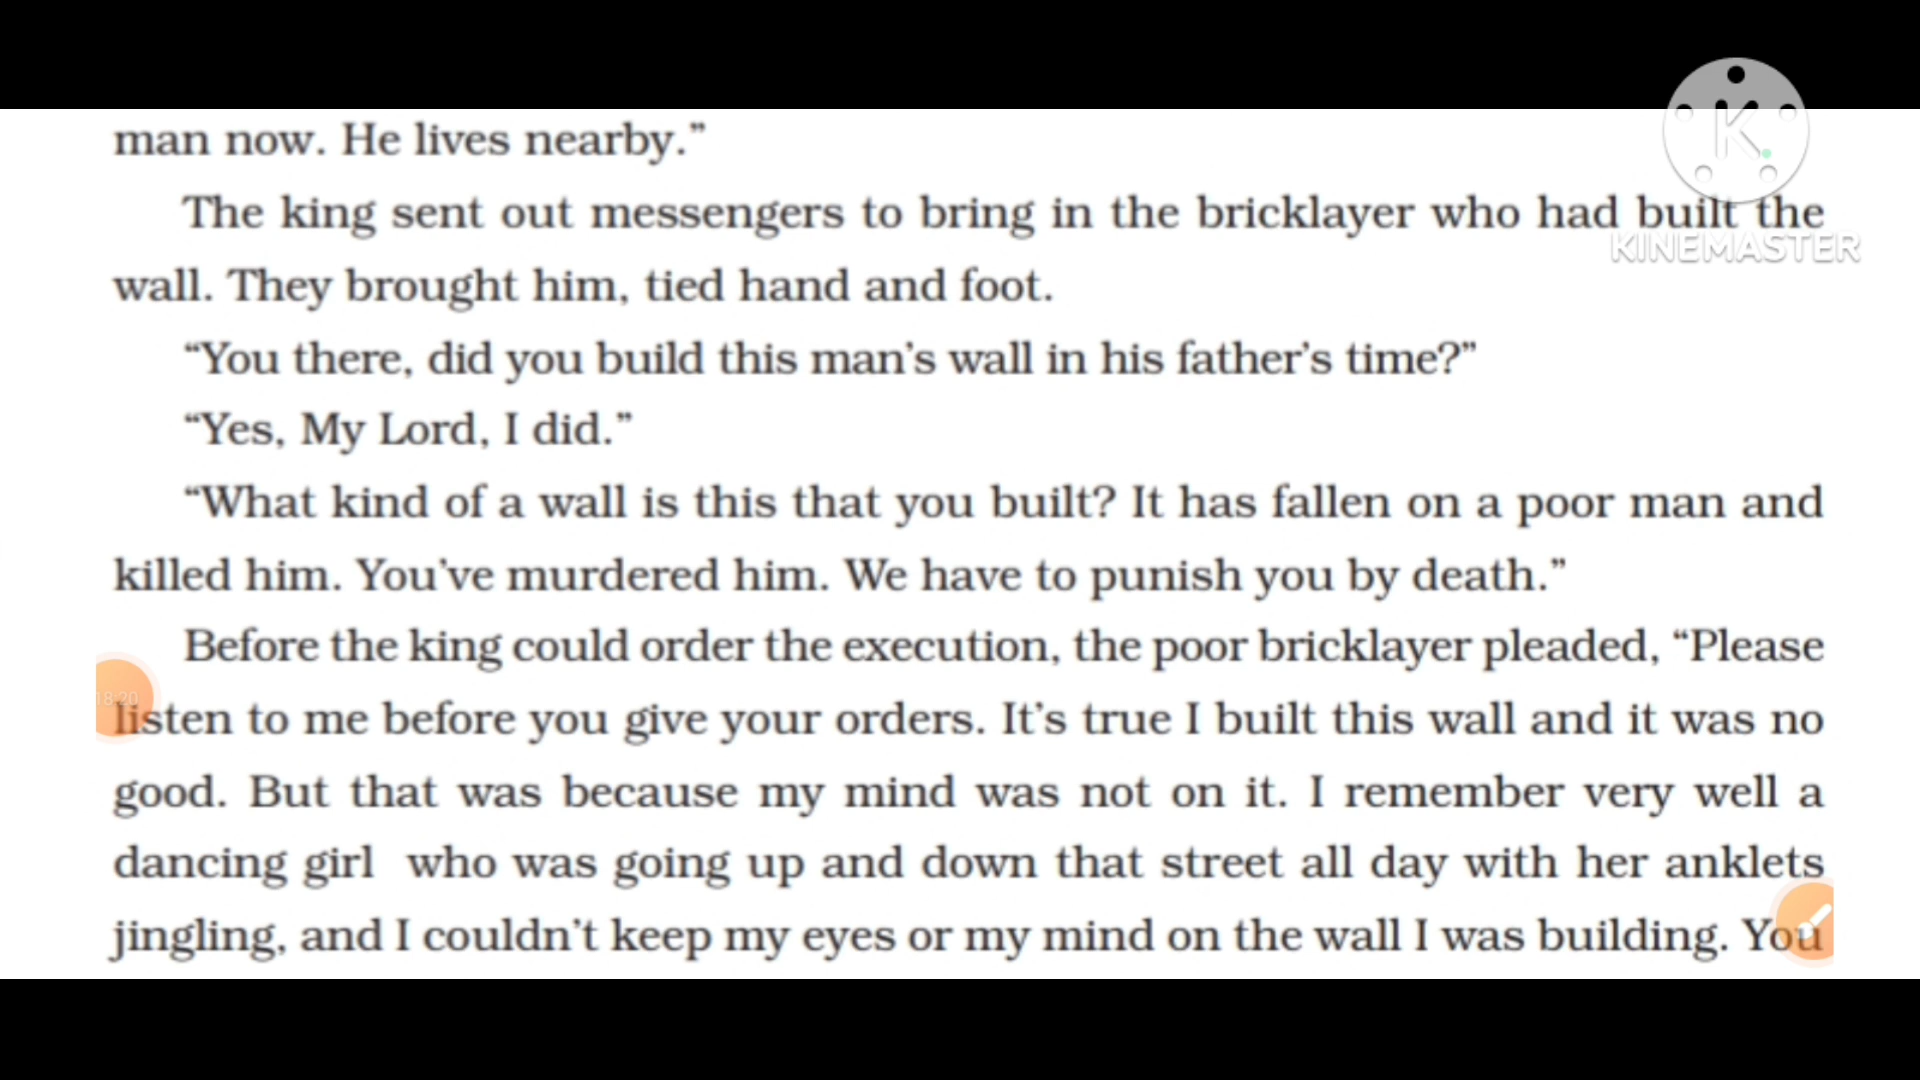 man now. He lives nearby.”
The king sent out messengers to bring in the bricklayer who had built the
KINEMASTER
wall. They brought him, tied hand and foot.
“You there, did you build this man’s wall in his father’s time?”
“Yes, My Lord, I did.”
“What kind of a wall is this that you built? It has fallen on a poor man and
killed him. You’ve murdered him. We have to punish you by death.”
Before the king could order the execution, the poor bricklayer pleaded, “Please
18:20
listen to me before you give your orders. It’s true I built this wall and it was no
good. But that was because my mind was not on it. I remember very well a
dancing girl who was going up and down that street all day with her anklets
jingling, and I couldn’t keep my eyes or my mind on the wall I was building. You